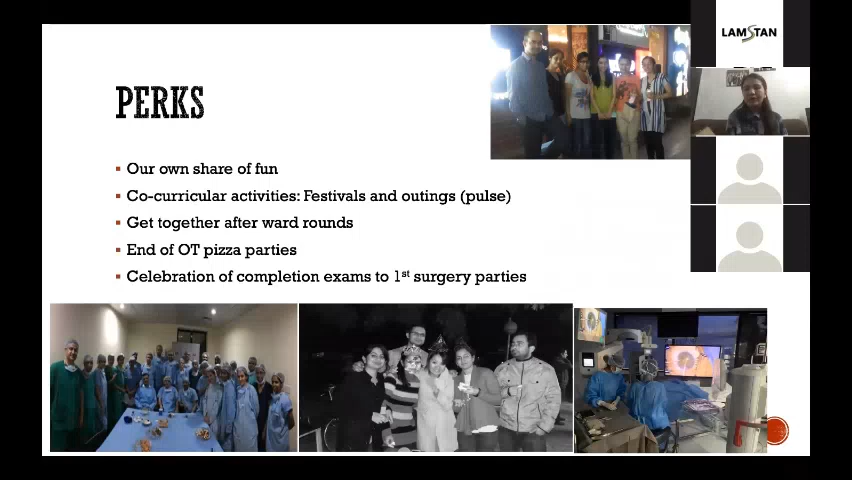 LAMSTAN
PERKS
Our own share of fun
Co-curricular activities: Festivals and outings (pulse)
Get together after ward rounds
End of OT pizza parties
Celebration of completion exams to 1st surgery parties